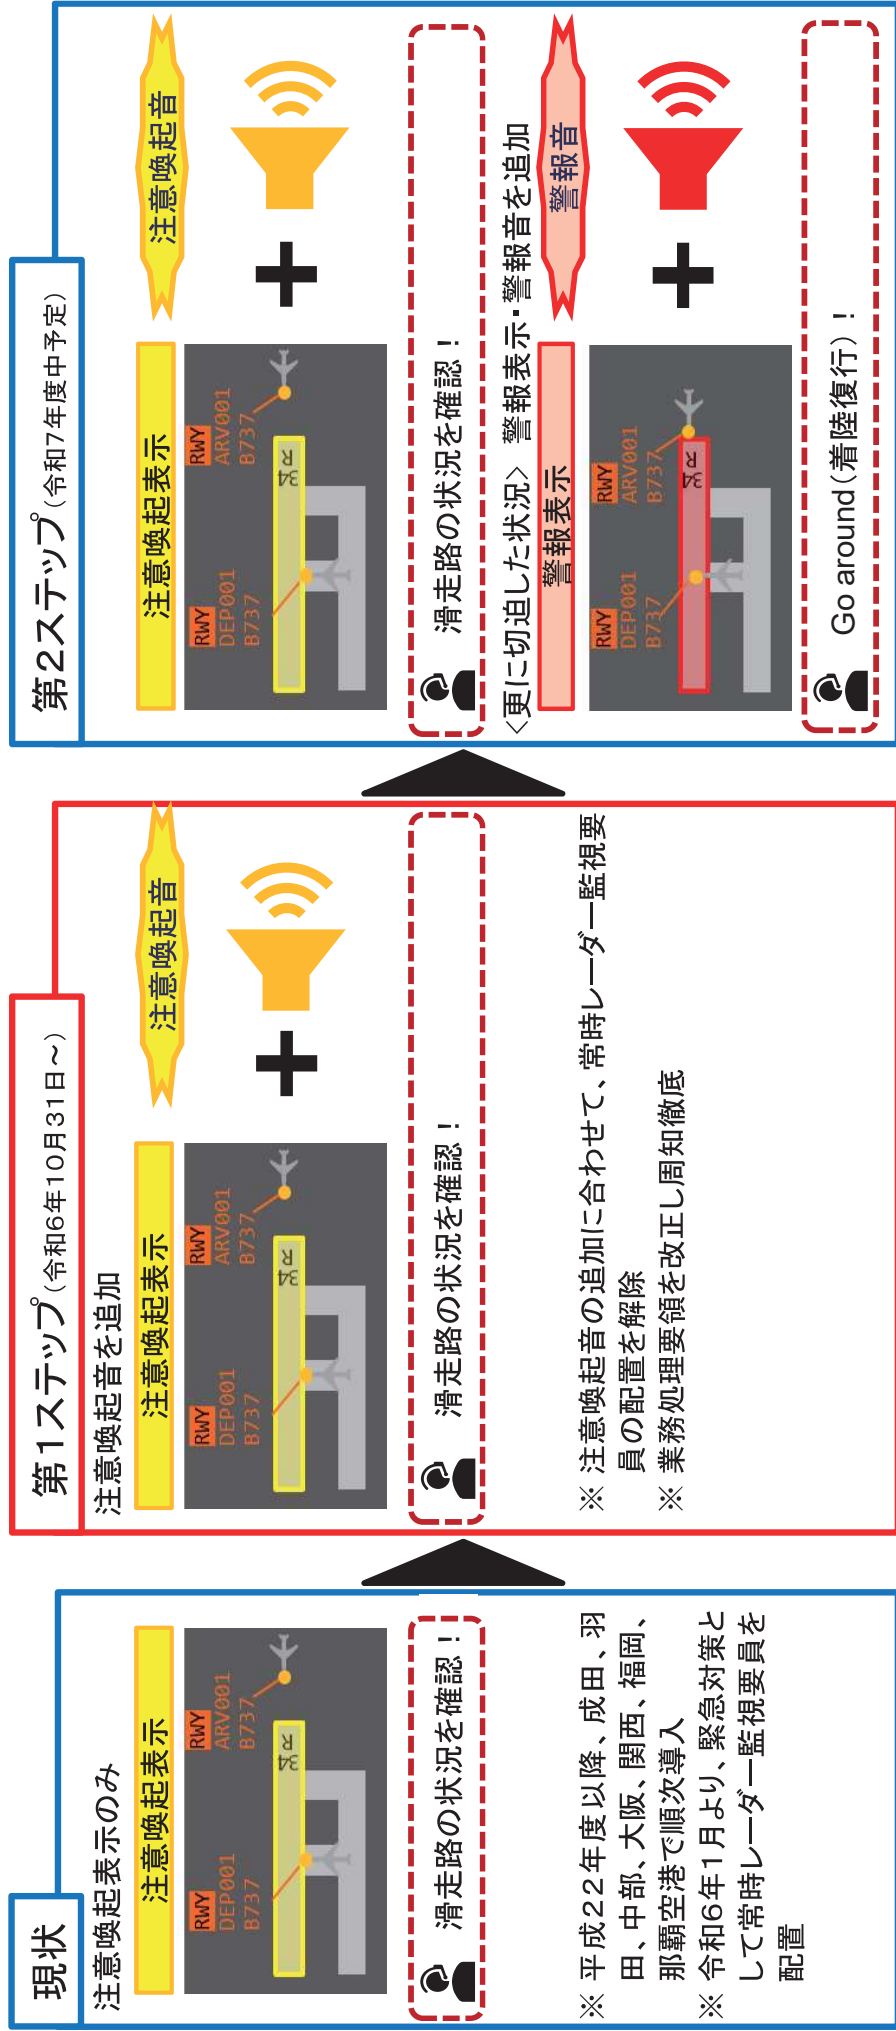 現状
注意喚起表示のみ
注意喚起表示
RWY
DEP001
B737
RWY
ARV001
B737
34R
滑走路の状況を確認！
※ 平成22年度以降、成田、羽
田、中部、大阪、関西、福岡、
那覇空港で順次導入
※ 令和6年1月より、緊急対策と
して常時レーダー監視要員を
配置
第1ステップ(令和6年10月31日～)
注意喚起音を追加
注意喚起表示
注意喚起音
RWY
DEP001
B737
RWY
ARV001
B737
34R
滑走路の状況を確認！
※ 注意喚起音の追加に合わせて、常時レーダー監視要
員の配置を解除
※ 業務処理要領を改正し周知徹底
第2ステップ(令和7年度中予定)
注意喚起表示
注意喚起音
RWY
DEP001
B737
RWY
ARV001
B737
34R
滑走路の状況を確認！
＜更に切迫した状況＞ 警報表示・警報音を追加
警報表示
警報音
RWY
DEP001
B737
RWY
ARV001
B737
34R
Go around(着陸復行)！